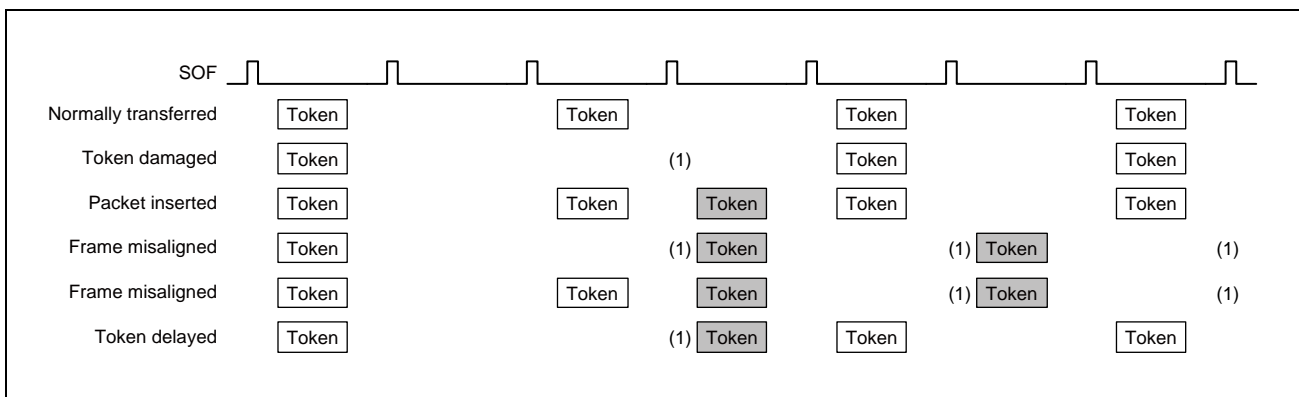 SOF
Normally transferred Token Token Token Token
Token damaged Token (1) Token Token
Packet inserted Token Token Token Token Token
Frame misaligned Token (1) Token (1) Token (1)
Frame misaligned Token Token Token (1) Token (1)
Token delayed Token (1) Token Token Token